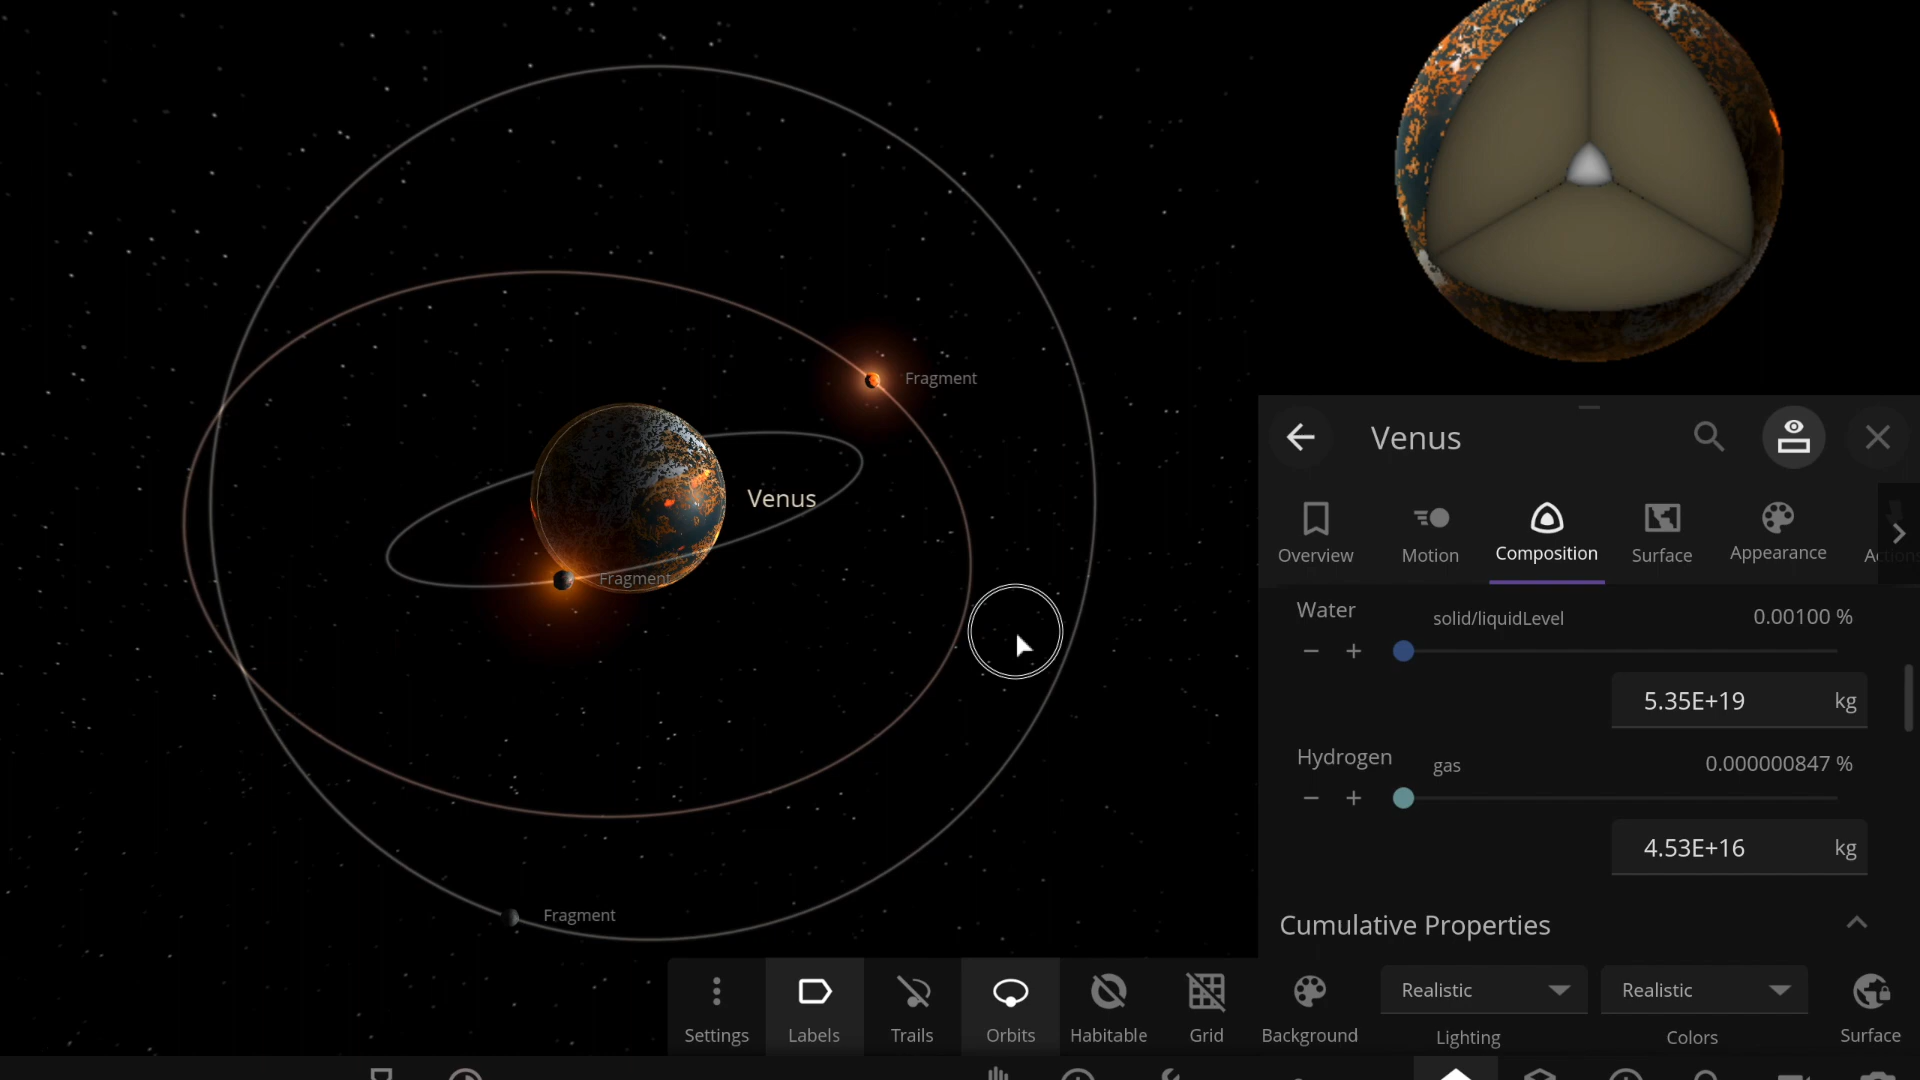 Fragment
Venus
Fragment
Fragment
Venus
Overview
Motion
Composition
Surface
Appearance
Water
solid/liquidLevel
0.00100 %
5.35E+19 kg
Hydrogen
gas
0.000000847 %
4.53E+16 kg
Cumulative Properties
Settings
Labels
Trails
Orbits
Habitable
Grid
Background
Realistic
Lighting
Realistic
Colors
Surface